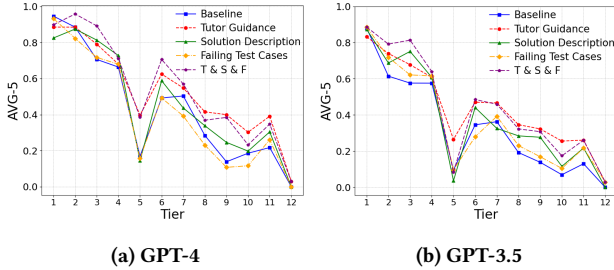 AVG-5
1.0
0.8
0.6
0.4
0.2
0.0
1 2 3 4 5 6 7 8 9 10 11 12
Tier
Baseline
Tutor Guidance
Solution Description
Failing Test Cases
T & S & F
(a) GPT-4
AVG-5
1.0
0.8
0.6
0.4
0.2
0.0
1 2 3 4 5 6 7 8 9 10 11 12
Tier
Baseline
Tutor Guidance
Solution Description
Failing Test Cases
T & S & F
(b) GPT-3.5